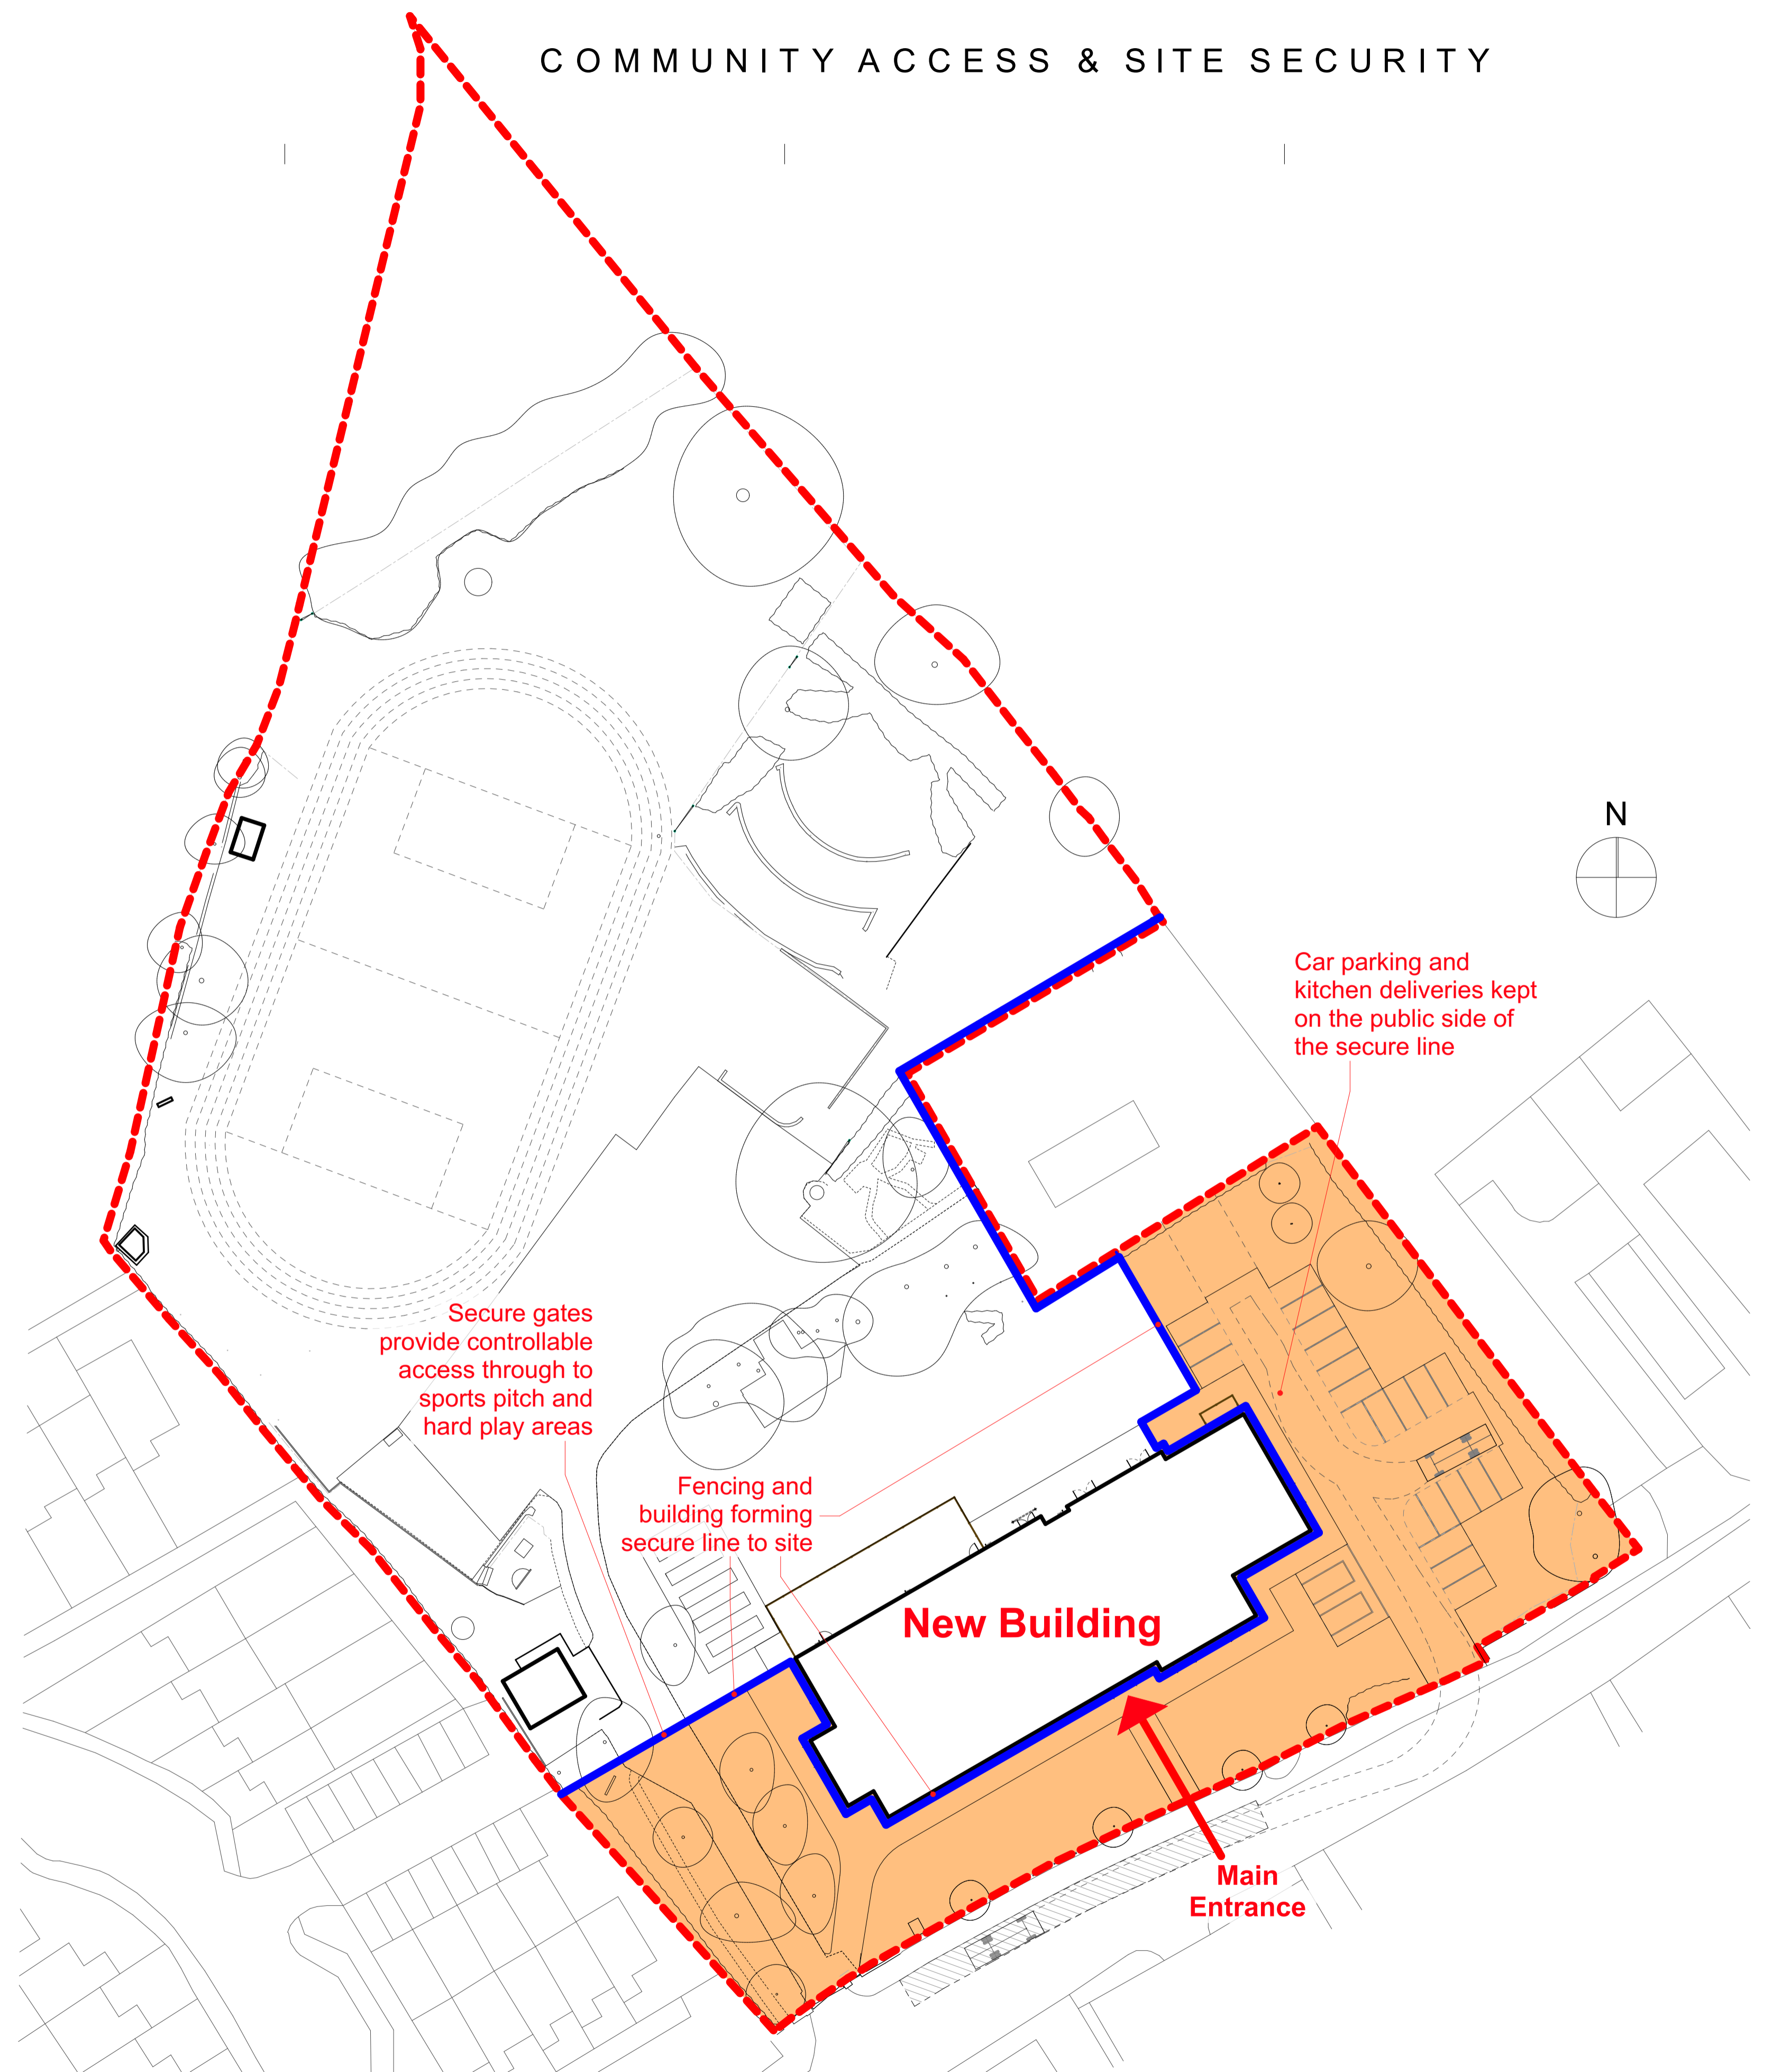 COMMUNITY ACCESS & SITE SECURITY
N
Car parking and
kitchen deliveries kept
on the public side of
the secure line
Secure gates
provide controllable
access through to
sports pitch and
hard play areas
Fencing and
building forming
secure line to site
New Building
Main
Entrance